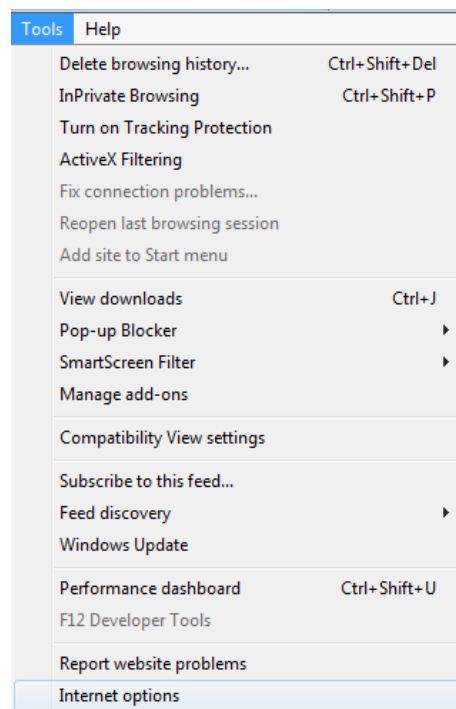 Tools Help
Delete browsing history... Ctrl+Shift+Del
InPrivate Browsing Ctrl+Shift+P
Turn on Tracking Protection
ActiveX Filtering
Fix connection problems...
Reopen last browsing session
Add site to Start menu
View downloads Ctrl+J
Pop-up Blocker
SmartScreen Filter
Manage add-ons
Compatibility View settings
Subscribe to this feed...
Feed discovery
Windows Update
Performance dashboard Ctrl+Shift+U
F12 Developer Tools
Report website problems
Internet options